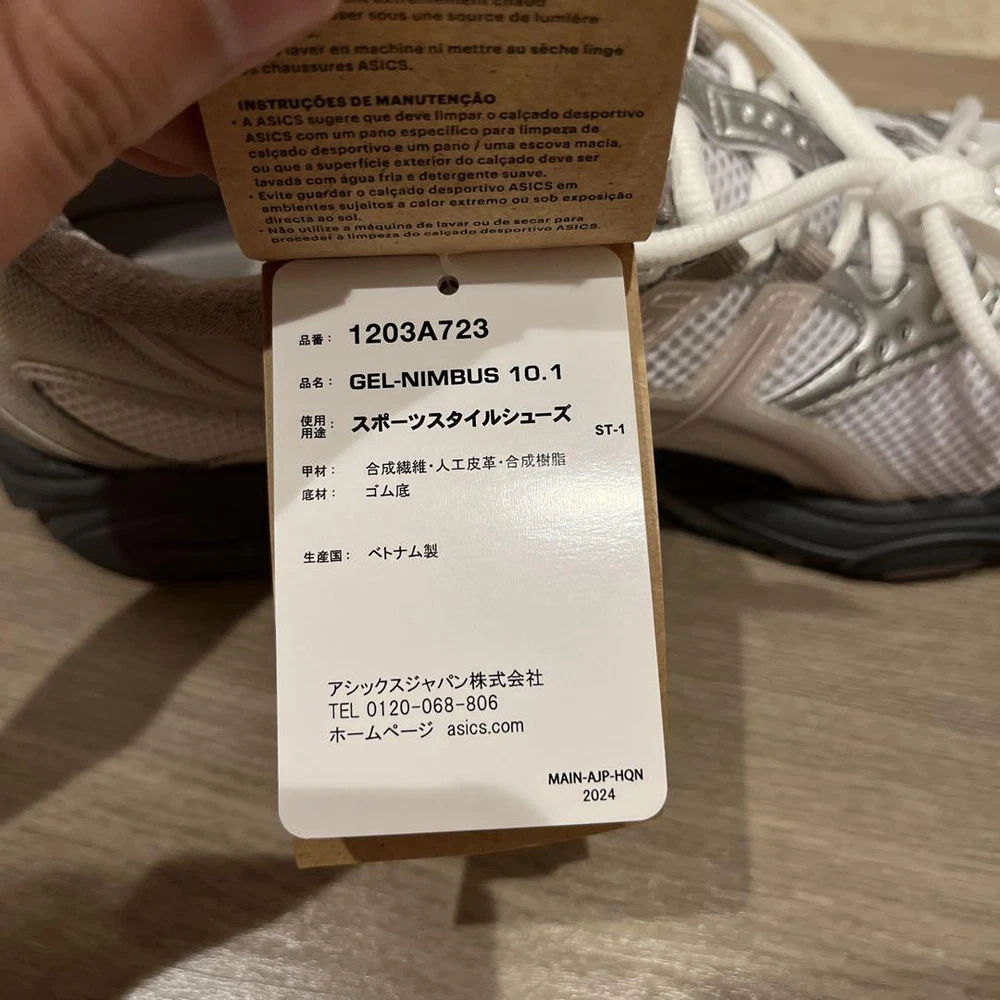 oser sous une source de lumière
laver en machine ni mettre au sèche linge
chaussures ASICS.
INSTRUÇÕES DE MANUTENÇÃO
• A ASICS sugere que deve limpar o calçado desportivo
ASICS com um pano específico para limpeza de
calçado desportivo e um pano / uma escova macia,
ou que a superfície exterior do calçado deve ser
lavada com água fria e detergente suave.
• Evite guardar o calçado desportivo ASICS em
ambientes sujeitos a calor extremo ou sob exposição
directa ao sol.
• Não utilize a máquina de lavar ou de secar para
proceder à limpeza do calçado desportivo ASICS.
品番： 1203A723
品名： GEL-NIMBUS 10.1
使用用途： スポーツスタイルシューズ
ST-1
甲材： 合成繊維・人工皮革・合成樹脂
底材： ゴム底
生産国： ベトナム製
アシックスジャパン株式会社
TEL 0120-068-806
ホームページ asics.com
MAIN-AJP-HQN
2024